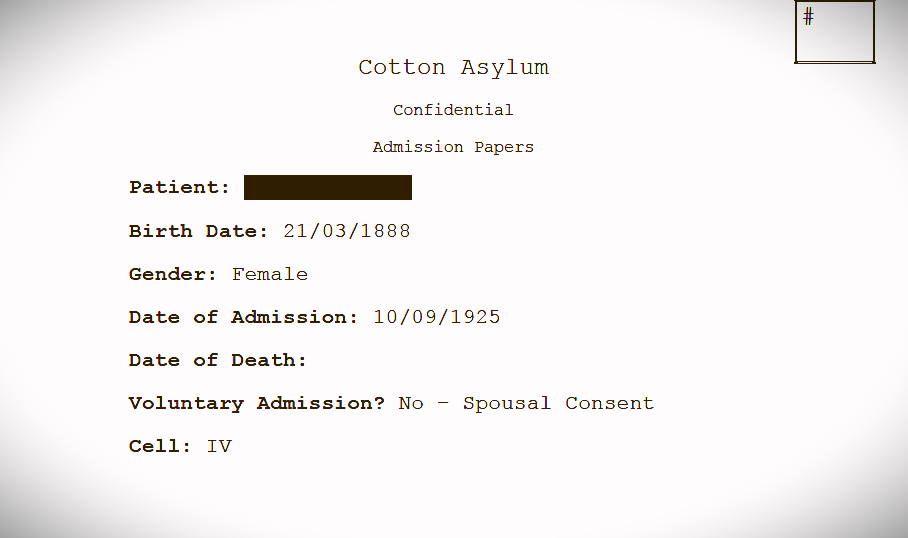 #
Cotton Asylum
Confidential
Admission Papers
Patient:
Birth Date: 21/03/1888
Gender: Female
Date of Admission: 10/09/1925
Date of Death:
Voluntary Admission? No – Spousal Consent
Cell: IV